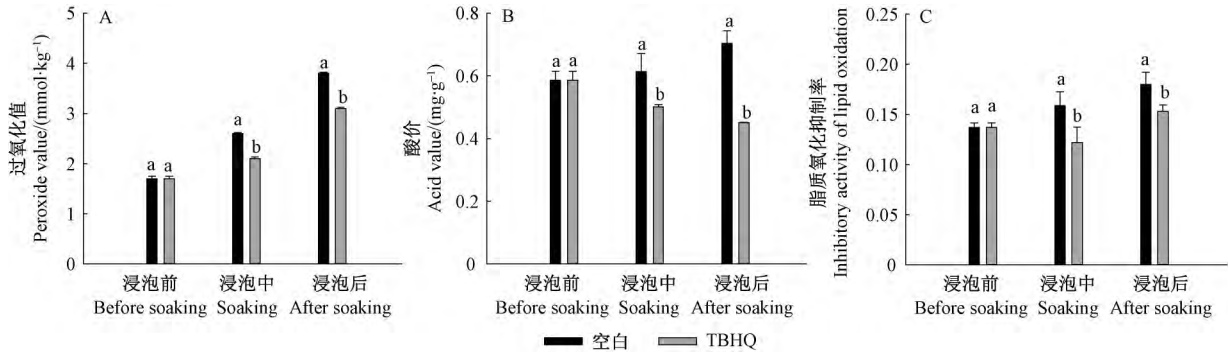 A
过氧化值
Peroxide value/(mmol·kg⁻¹)
5
4
3
2
1
0
a
a
a
b
a
b
浸泡前
Before soaking
浸泡中
Soaking
浸泡后
After soaking
B
酸价
Acid value/(mg·g⁻¹)
0.8
0.6
0.4
0.2
0
a
a
a
b
a
b
浸泡前
Before soaking
浸泡中
Soaking
浸泡后
After soaking
C
脂质氧化抑制率
Inhibitory activity of lipid oxidation
0.25
0.20
0.15
0.10
0.05
0.00
a
a
a
b
a
b
浸泡前
Before soaking
浸泡中
Soaking
浸泡后
After soaking
空白
TBHQ